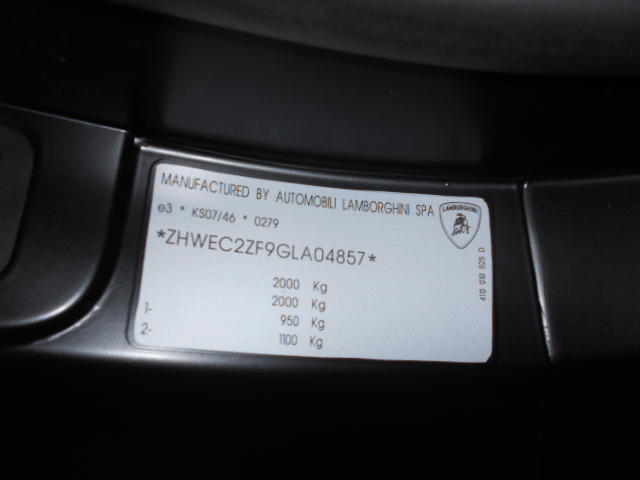 MANUFACTURED BY AUTOMOBILI LAMBORGHINI SPA
LAMBORGHINI
e3 * KS07/46 * 0279
*ZHWEC2ZF9GLA04857*
2000 Kg
2000 Kg
1- 950 Kg
2- 1100 Kg
4T0 010 525 D